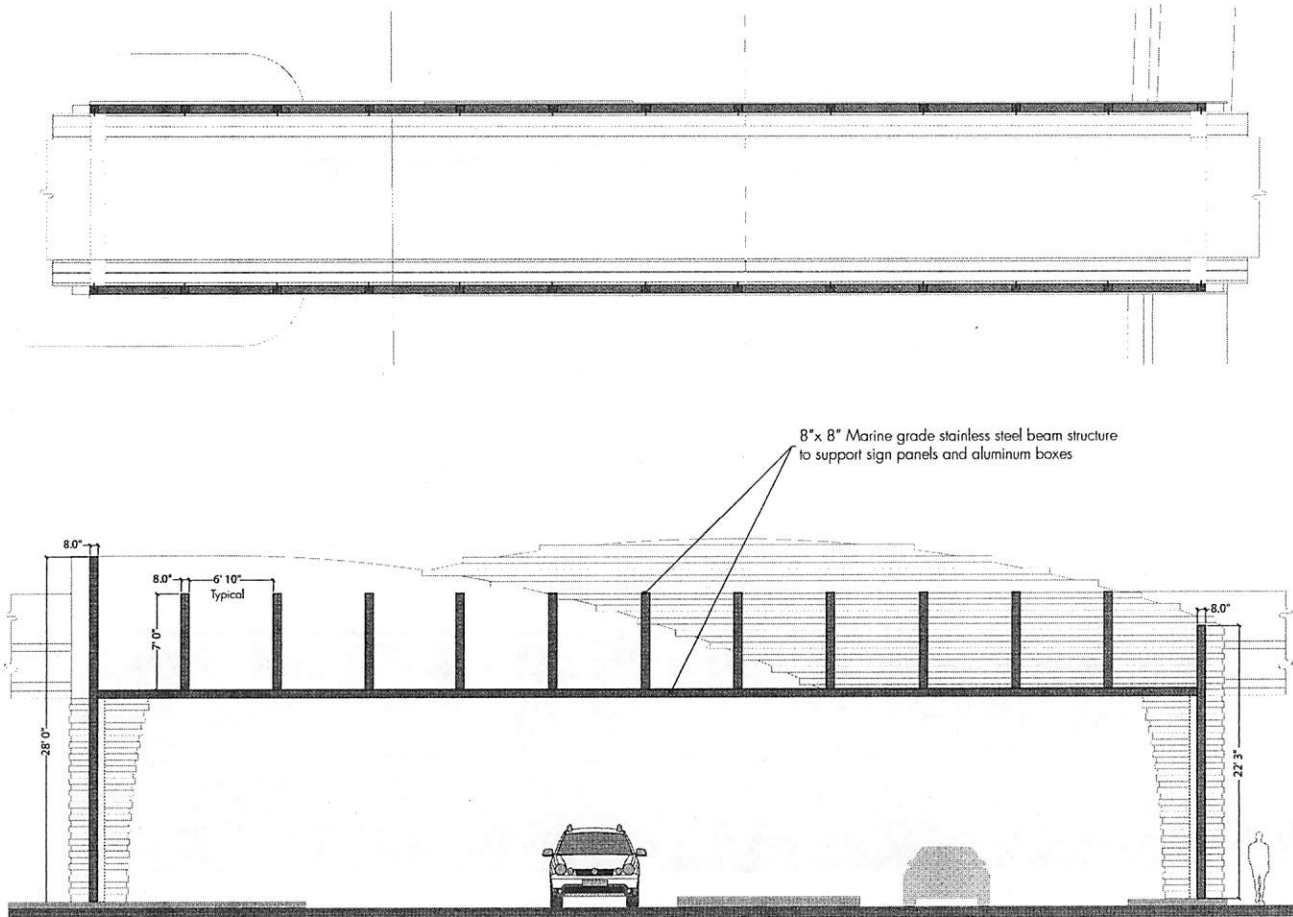 8"x 8" Marine grade stainless steel beam structure
to support sign panels and aluminum boxes
8.0"
8.0"
6' 10"
Typical
8.0"
7' 0"
28' 0"
22' 3"